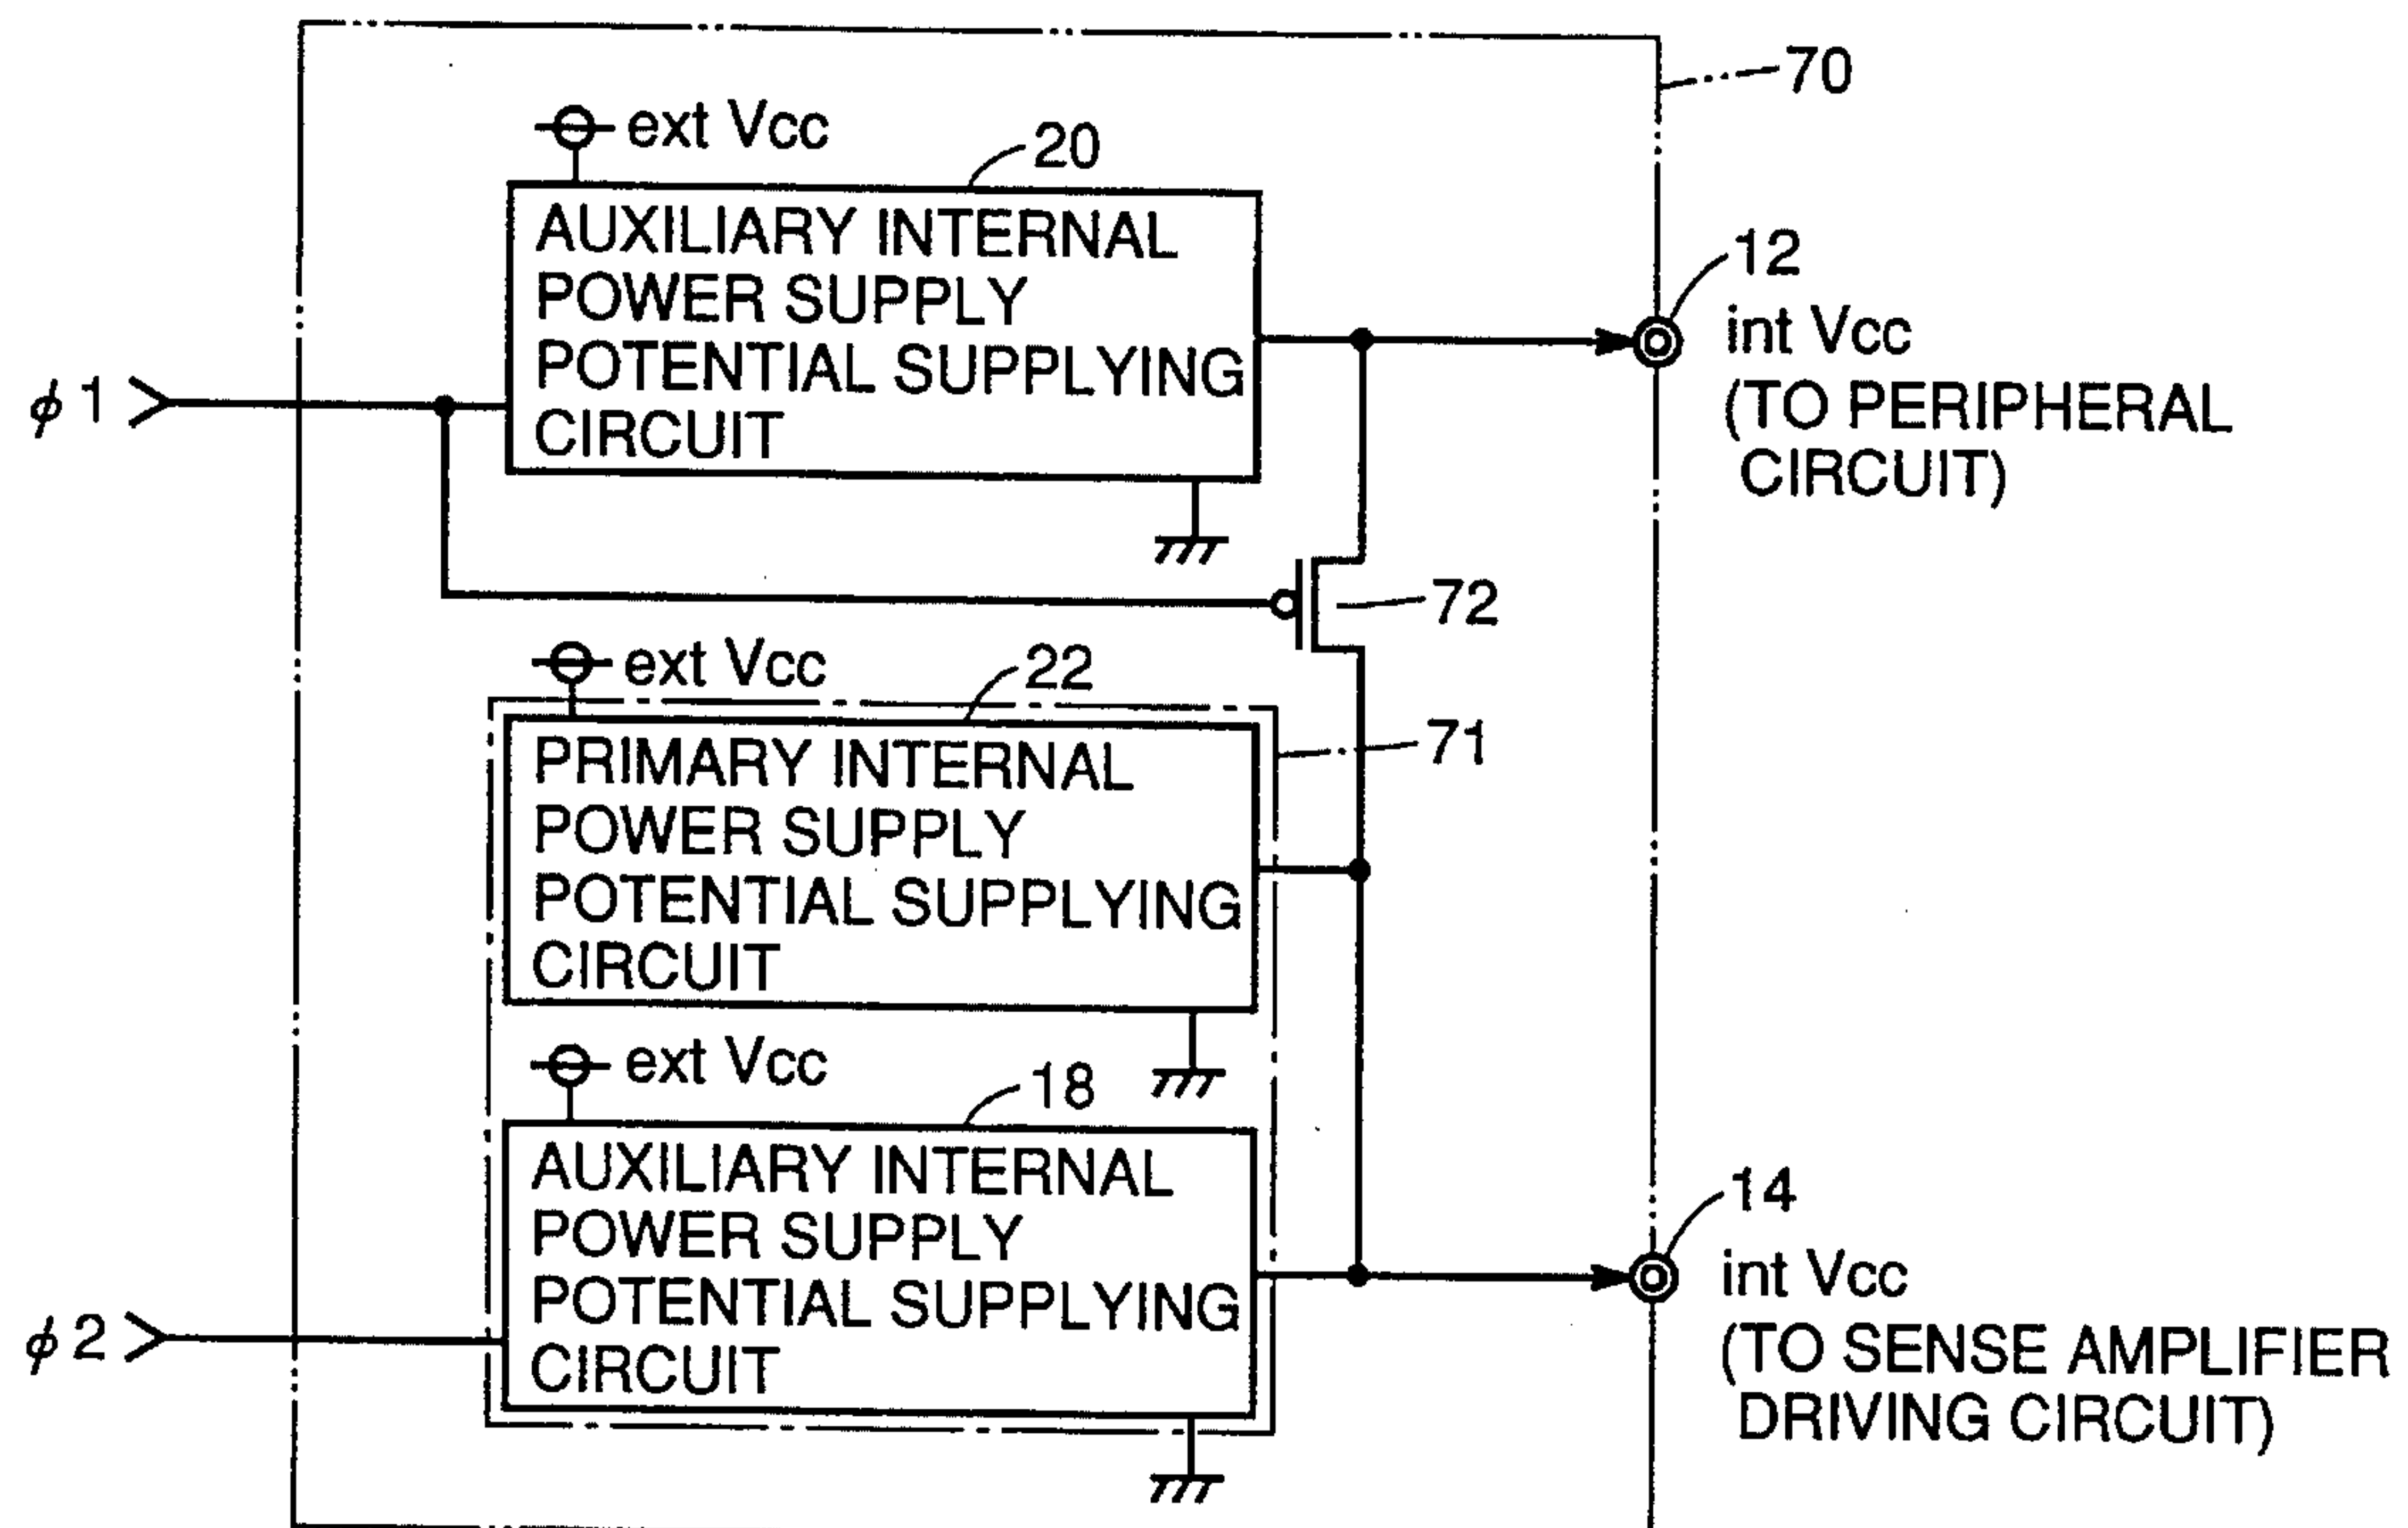 70
ext Vcc
20
AUXILIARY INTERNAL
POWER SUPPLY
POTENTIAL SUPPLYING
CIRCUIT
12
int Vcc
(TO PERIPHERAL
CIRCUIT)
ϕ1
72
ext Vcc
22
71
PRIMARY INTERNAL
POWER SUPPLY
POTENTIAL SUPPLYING
CIRCUIT
ext Vcc
18
AUXILIARY INTERNAL
POWER SUPPLY
POTENTIAL SUPPLYING
CIRCUIT
14
int Vcc
(TO SENSE AMPLIFIER
DRIVING CIRCUIT)
ϕ2